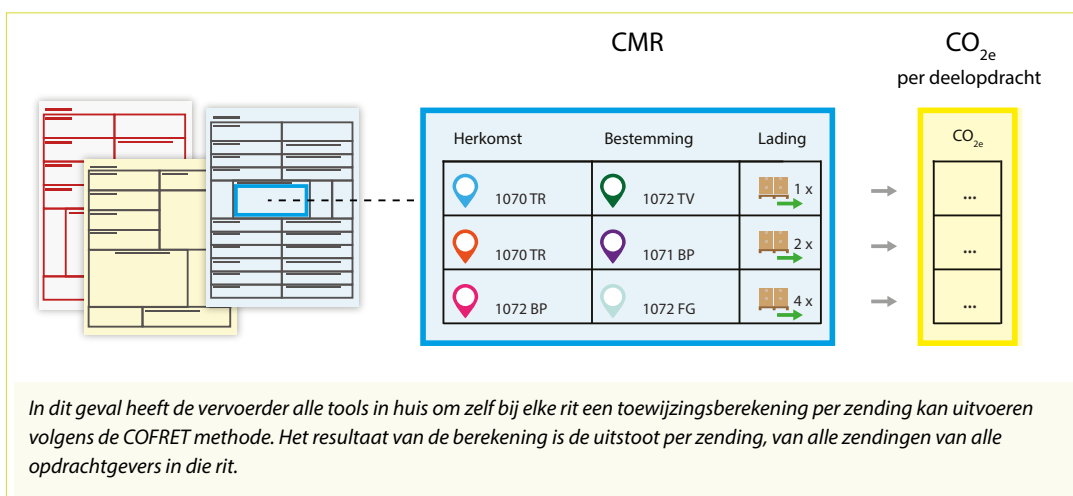 CMR
CO2e
per deelopdracht
Herkomst Bestemming Lading
CO2e
1070 TR 1072 TV 1 x
...
1070 TR 1071 BP 2 x
...
1072 BP 1072 FG 4 x
...
In dit geval heeft de vervoerder alle tools in huis om zelf bij elke rit een toewijzingsberekening per zending kan uitvoeren
volgens de COFRET methode. Het resultaat van de berekening is de uitstoot per zending, van alle zendingen van alle
opdrachtgevers in die rit.